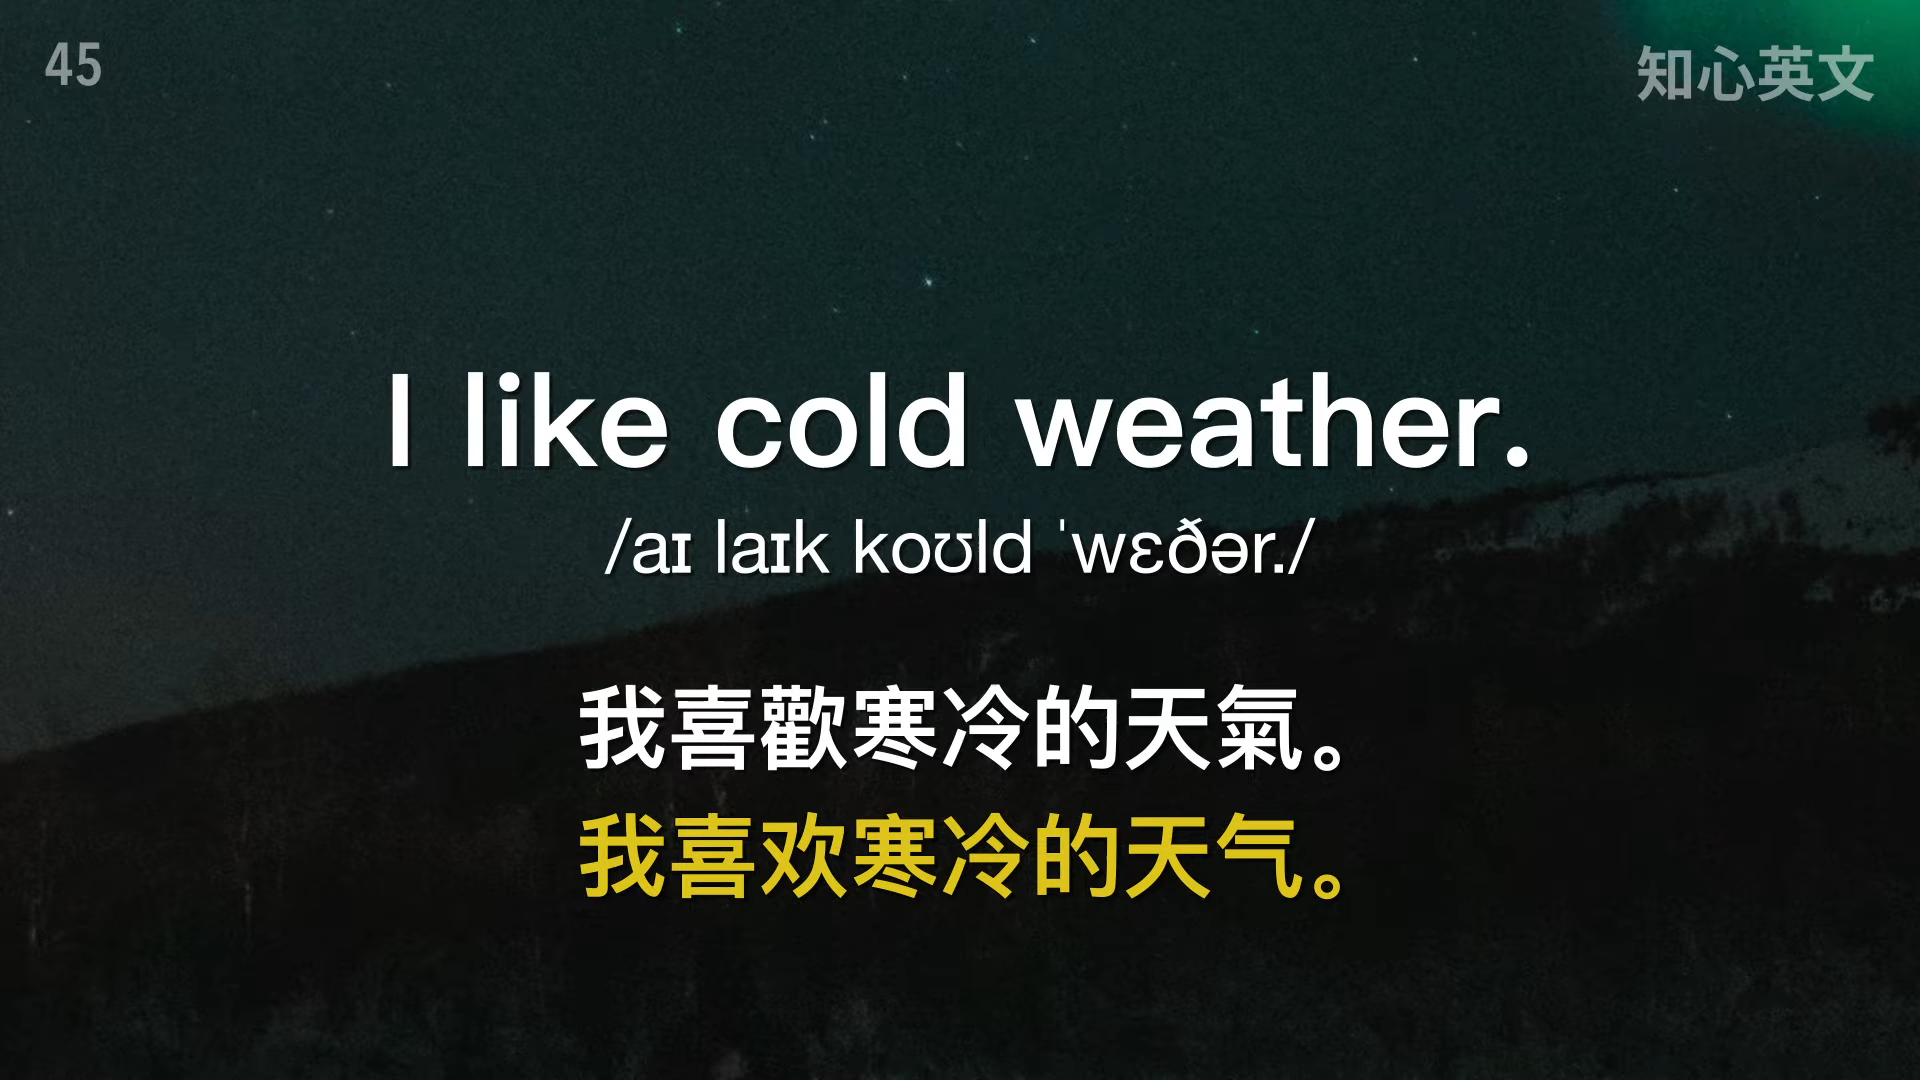 45
知心英文
I like cold weather.
/aɪ laɪk koʊld ˈwɛðər./
我喜歡寒冷的天氣。
我喜欢寒冷的天气。